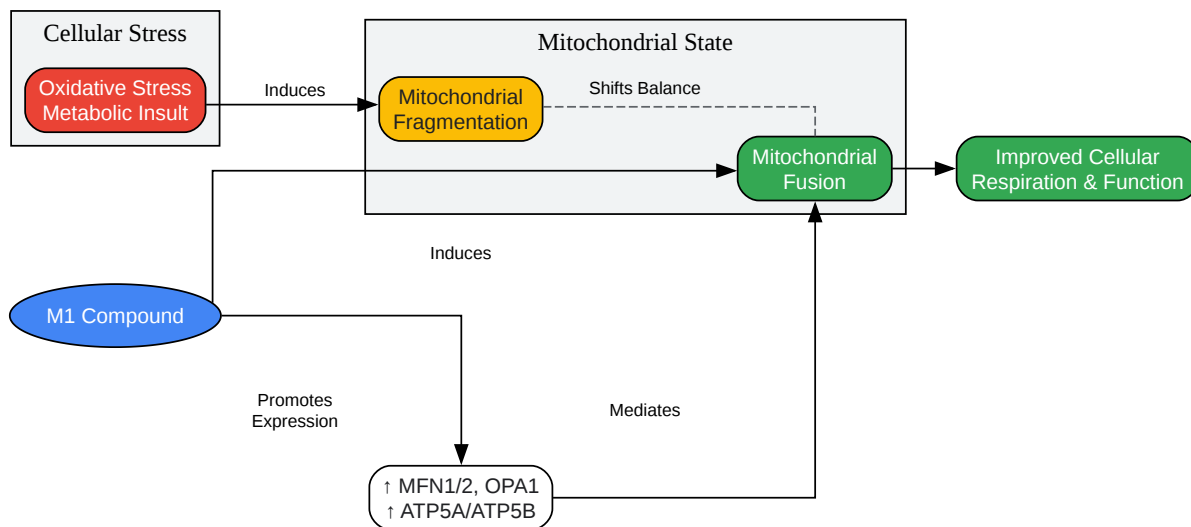 Cellular Stress
Oxidative Stress
Metabolic Insult
Induces
Mitochondrial State
Mitochondrial
Fragmentation
Shifts Balance
Mitochondrial
Fusion
Improved Cellular
Respiration & Function
Induces
M1 Compound
Promotes
Expression
Mediates
↑ MFN1/2, OPA1
↑ ATP5A/ATP5B